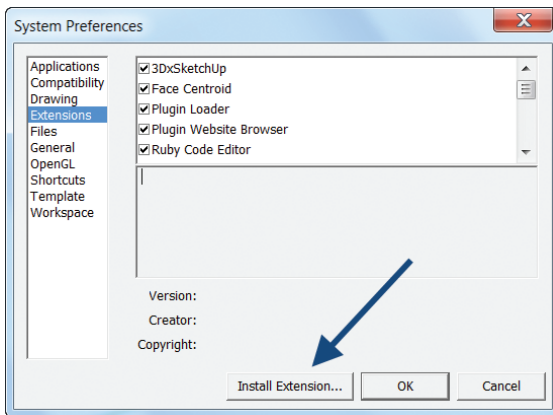 System Preferences
Applications
Compatibility
Drawing
Extensions
Files
General
OpenGL
Shortcuts
Template
Workspace
3DxSketchUp
Face Centroid
Plugin Loader
Plugin Website Browser
Ruby Code Editor
Version:
Creator:
Copyright:
Install Extension...
OK
Cancel